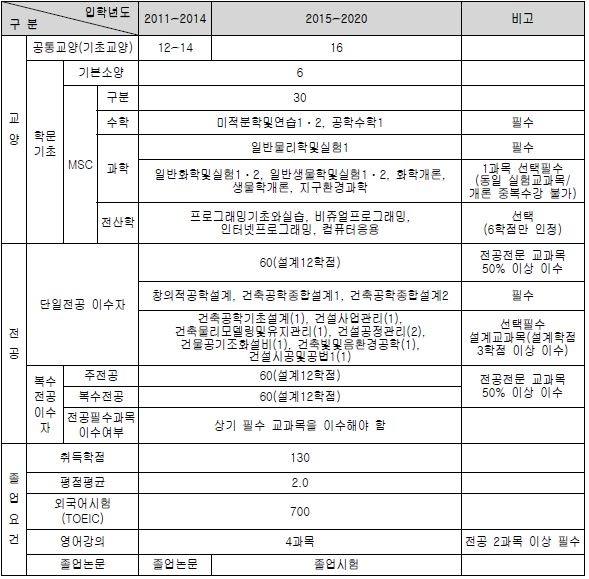 입학년도
구 분
2011~2014
2015~2020
비고
교양
공통교양(기초교양)
12~14
16
학문
기초
기본소양
6
MSC
구분
30
수학
미적분학및연습1·2, 공학수학1
필수
과학
일반물리학및실험1
필수
일반화학및실험1·2, 일반생물학및실험1·2, 화학개론,
생물학개론, 지구환경과학
1과목 선택필수
(동일 실험교과목/
개론 중복수강 불가)
전산학
프로그래밍기초와실습, 비쥬얼프로그래밍,
인터넷프로그래밍, 컴퓨터응용
선택
(6학점만 인정)
전공
단일전공 이수자
60(설계12학점)
전공전문 교과목
50% 이상 이수
창의적공학설계, 건축공학종합설계1, 건축공학종합설계2
필수
건축공학기초설계(1), 건설사업관리(1),
건축물리모델링및유지관리(1), 건설공정관리(2),
건물공기조화설비(1), 건축빛및음환경공학(1),
건설시공및공법1(1)
선택필수
설계교과목(설계학점
3학점 이상 이수)
복수
전공
이수
자
주전공
60(설계12학점)
전공전문 교과목
50% 이상 이수
복수전공
60(설계12학점)
전공필수과목
이수여부
상기 필수 교과목을 이수해야 함
졸업요건
취득학점
130
평점평균
2.0
외국어시험
(TOEIC)
700
영어강의
4과목
전공 2과목 이상 필수
졸업논문
졸업논문
졸업시험